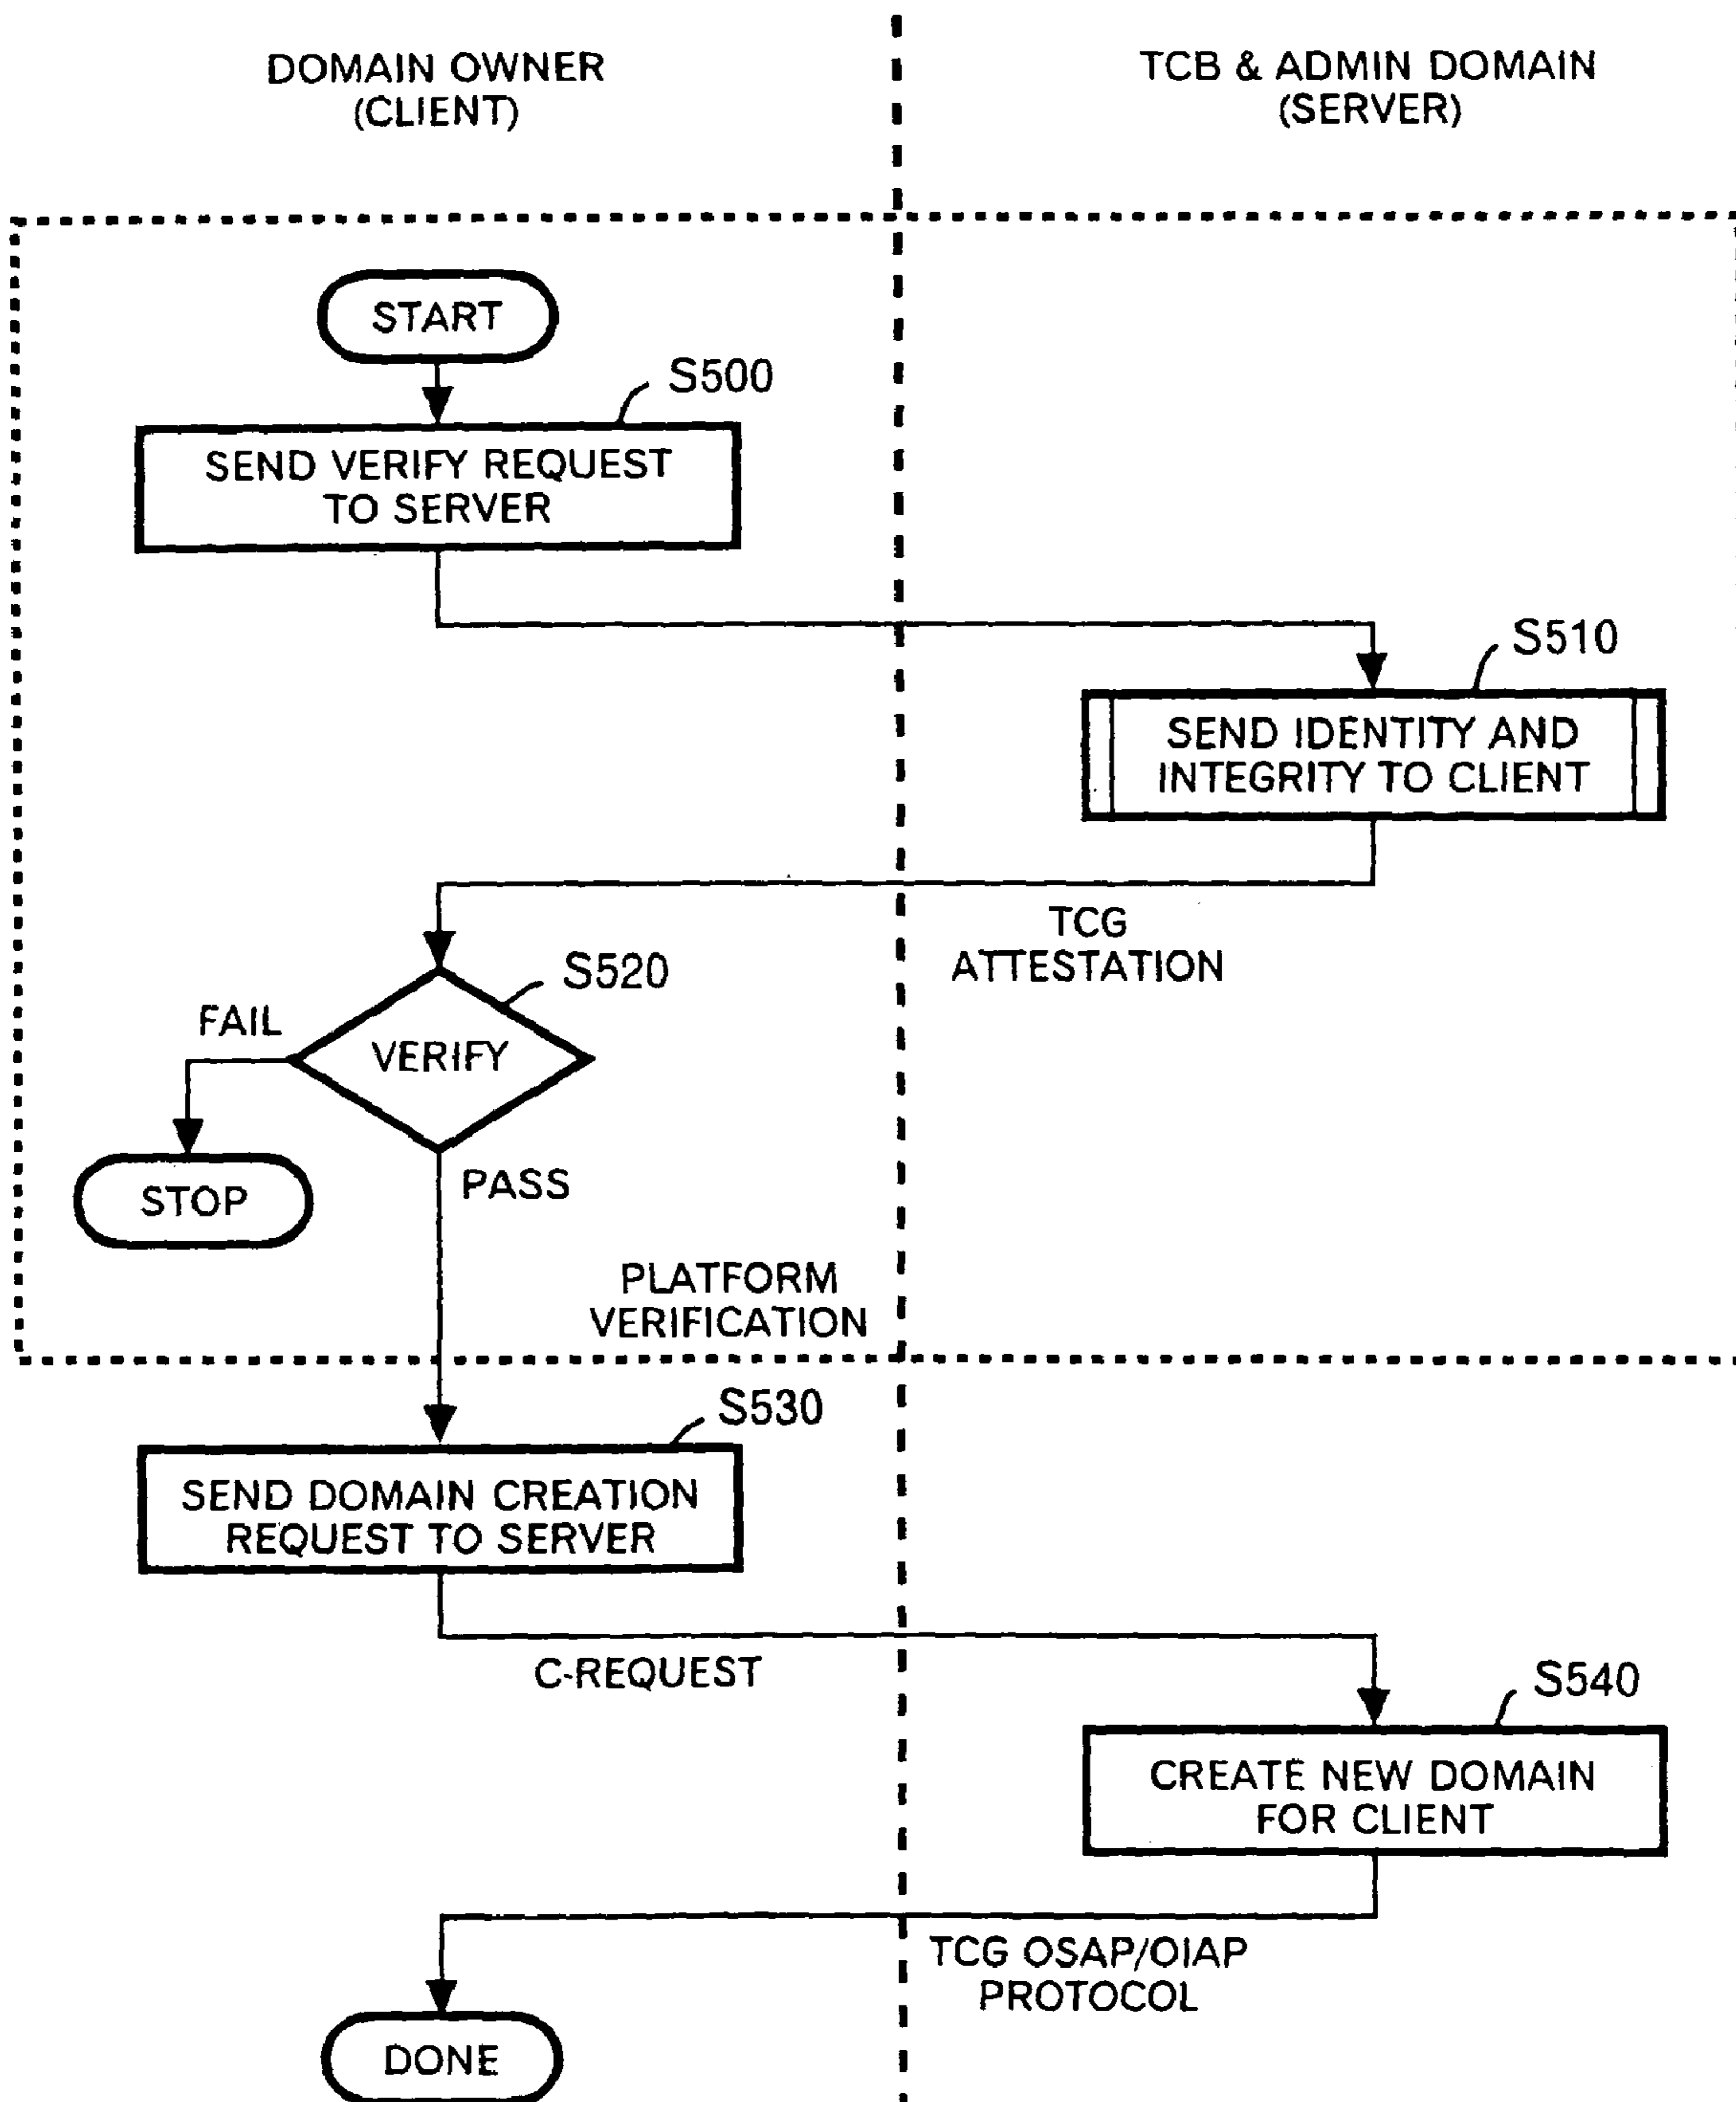 DOMAIN OWNER
(CLIENT)
TCB & ADMIN DOMAIN
(SERVER)
START
S500
SEND VERIFY REQUEST
TO SERVER
S510
SEND IDENTITY AND
INTEGRITY TO CLIENT
TCG
ATTESTATION
S520
FAIL
VERIFY
STOP
PASS
PLATFORM
VERIFICATION
S530
SEND DOMAIN CREATION
REQUEST TO SERVER
C-REQUEST
S540
CREATE NEW DOMAIN
FOR CLIENT
TCG OSAP/OIAP
PROTOCOL
DONE